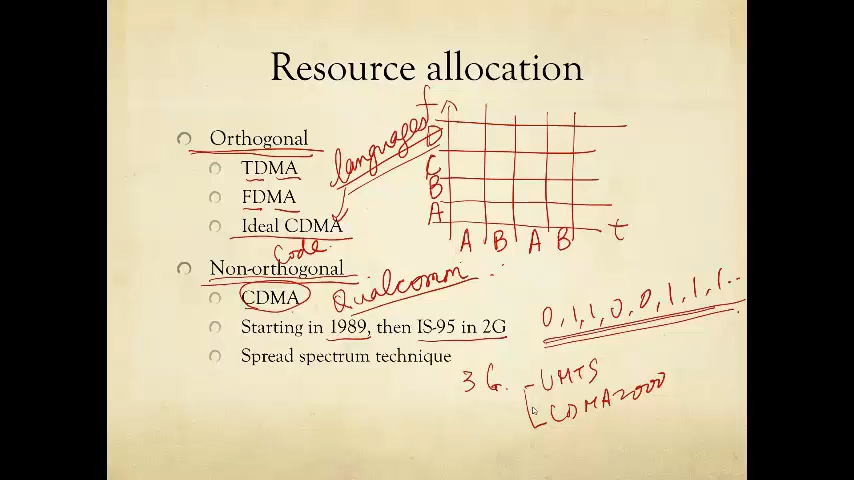 Resource allocation
f
Orthogonal
languages
D
TDMA
C
FDMA
B
A
Ideal CDMA
A B A B t
Code
Non-orthogonal
CDMA
Qualcomm
0, 1, 1, 0, 0, 1, 1, 1, ..
Starting in 1989, then IS-95 in 2G
Spread spectrum technique
3 G. - UMTS
CDMA2000